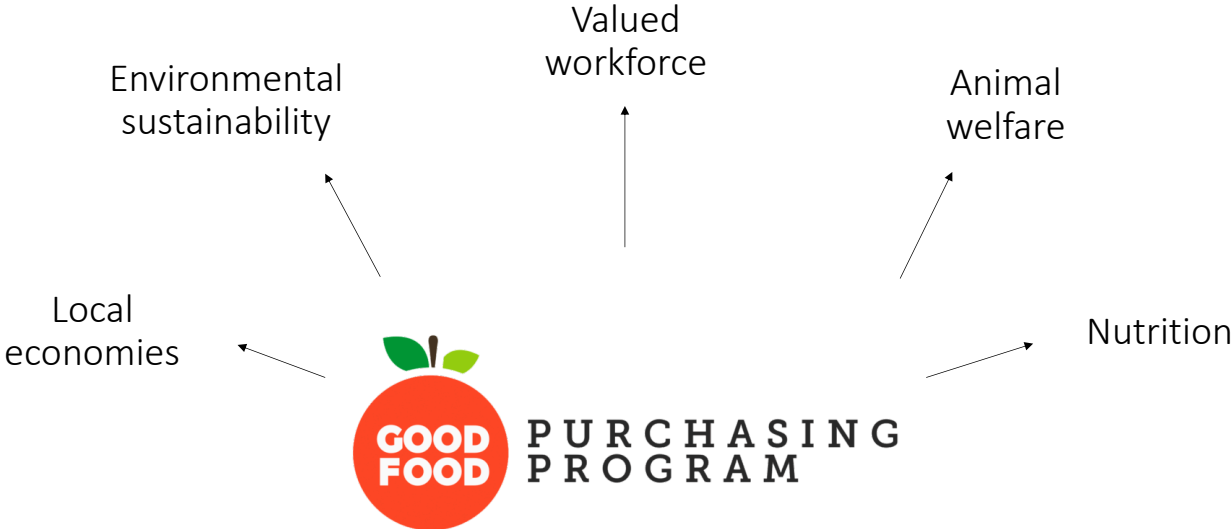 Valued
workforce
Environmental
sustainability
Animal
welfare
Local
economies
Nutrition
GOOD
FOOD
PURCHASING
PROGRAM